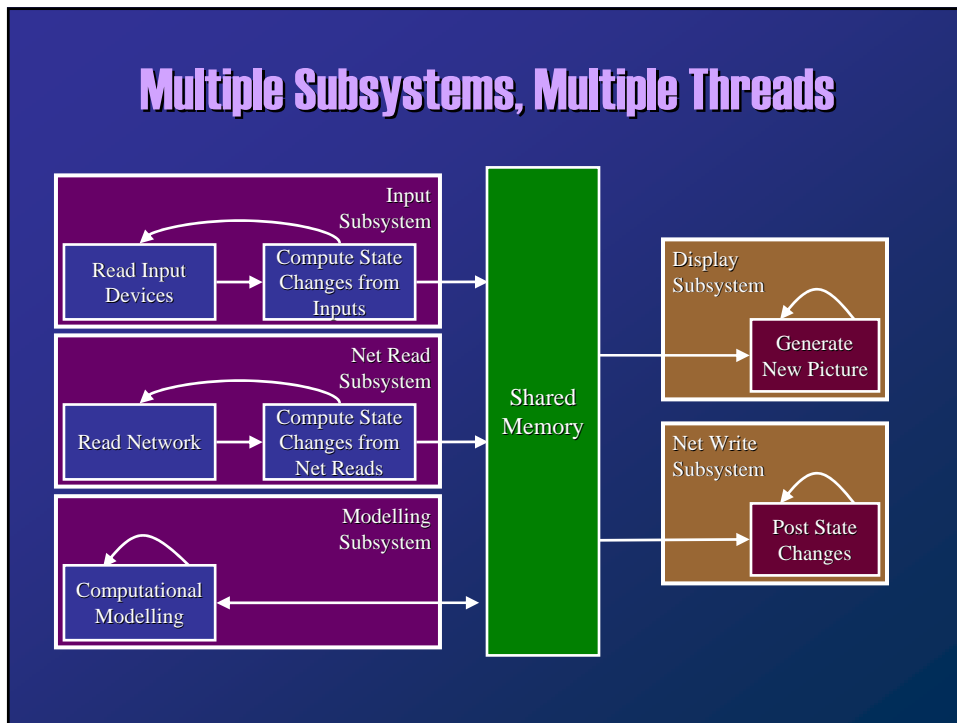 Multiple Subsystems, Multiple Threads
Input
Subsystem
Read Input
Devices
Compute State
Changes from
Inputs
Net Read
Subsystem
Read Network
Compute State
Changes from
Net Reads
Modelling
Subsystem
Computational
Modelling
Shared
Memory
Display
Subsystem
Generate
New Picture
Net Write
Subsystem
Post State
Changes